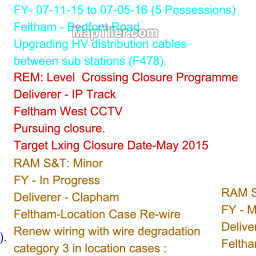 FY- 07-11-15 to 07-05-16 (5 Possessions)
Feltham - Bedfont Road
MapTiler.com
Upgrading HV distribution cables
between sub stations (F478).
REM: Level  Crossing Closure Programme
Deliverer - IP Track
Feltham West CCTV
Pursuing closure.
Target Lxing Closure Date-May 2015
RAM S&T: Minor
FY - In Progress
Deliverer - Clapham
Feltham-Location Case Re-wire
Renew wiring with wire degradation
category 3 in location cases :
).
RAM S
FY - M
Deliver
Feltha